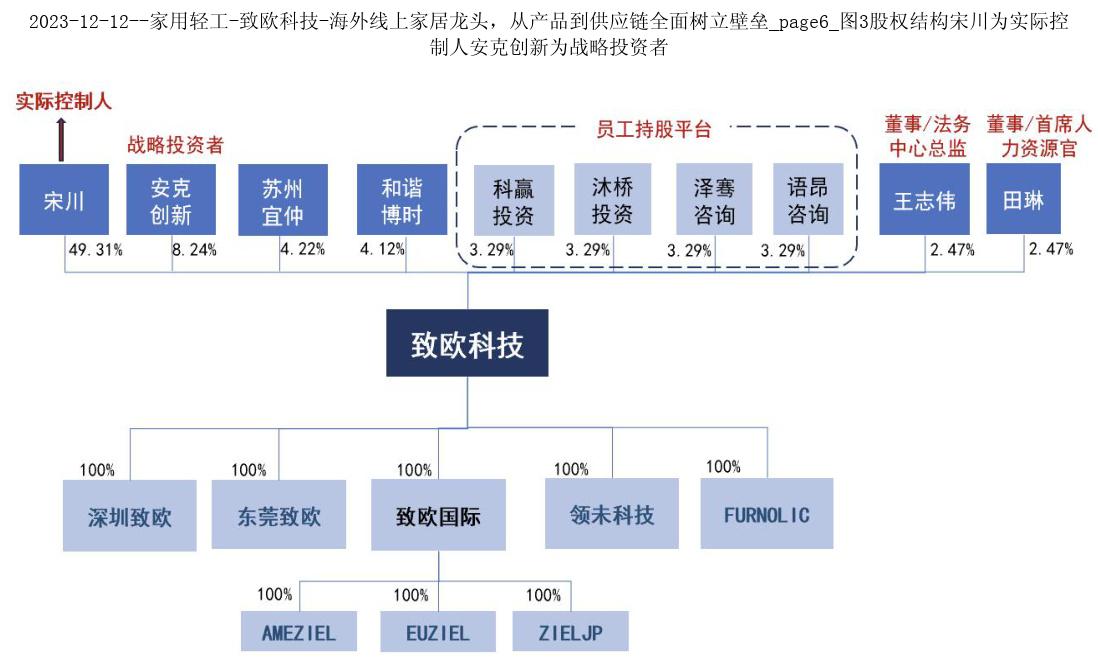 2023-12-12--家用轻工-致欧科技-海外线上家居龙头，从产品到供应链全面树立壁垒_page6_图3股权结构宋川为实际控
制人安克创新为战略投资者
实际控制人
战略投资者
员工持股平台
董事/法务
中心总监
董事/首席人
力资源官
宋川
安克
创新
苏州
宜仲
和谐
博时
科赢
投资
沐桥
投资
泽骞
咨询
语昂
咨询
王志伟
田琳
49.31%
8.24%
4.22%
4.12%
3.29%
3.29%
3.29%
3.29%
2.47%
2.47%
致欧科技
100%
100%
100%
100%
100%
深圳致欧
东莞致欧
致欧国际
领未科技
FURNOLIC
100%
100%
100%
AMEZIEL
EUZIEL
ZIELJP